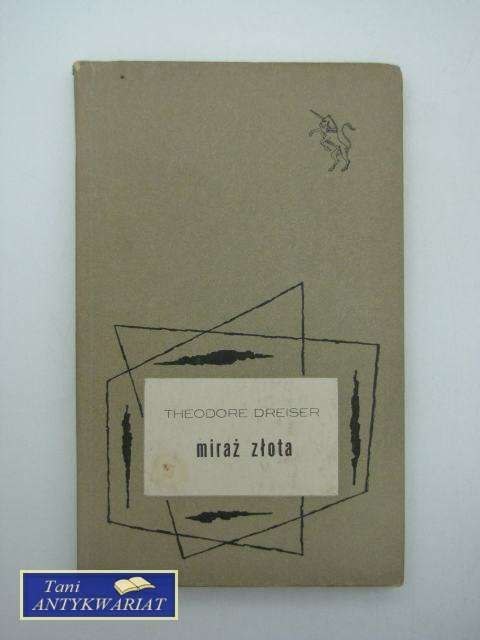 THEODORE DREISER
miraż złota
Tani
ANTYKWARIAT